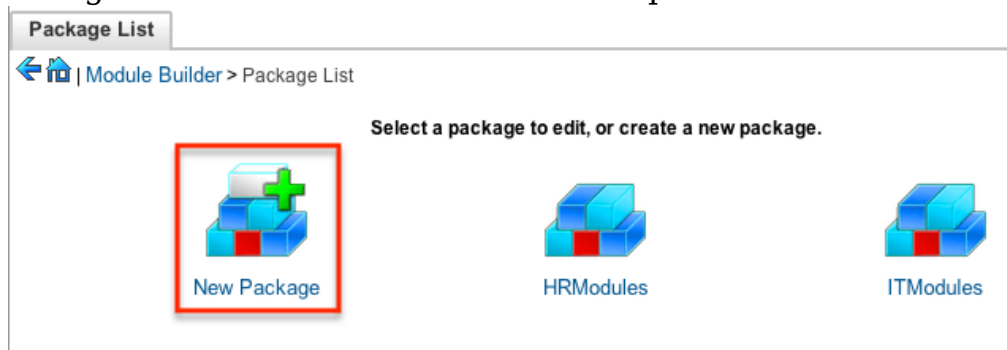 Package List
| Module Builder > Package List
Select a package to edit, or create a new package.
New Package
HRModules
ITModules